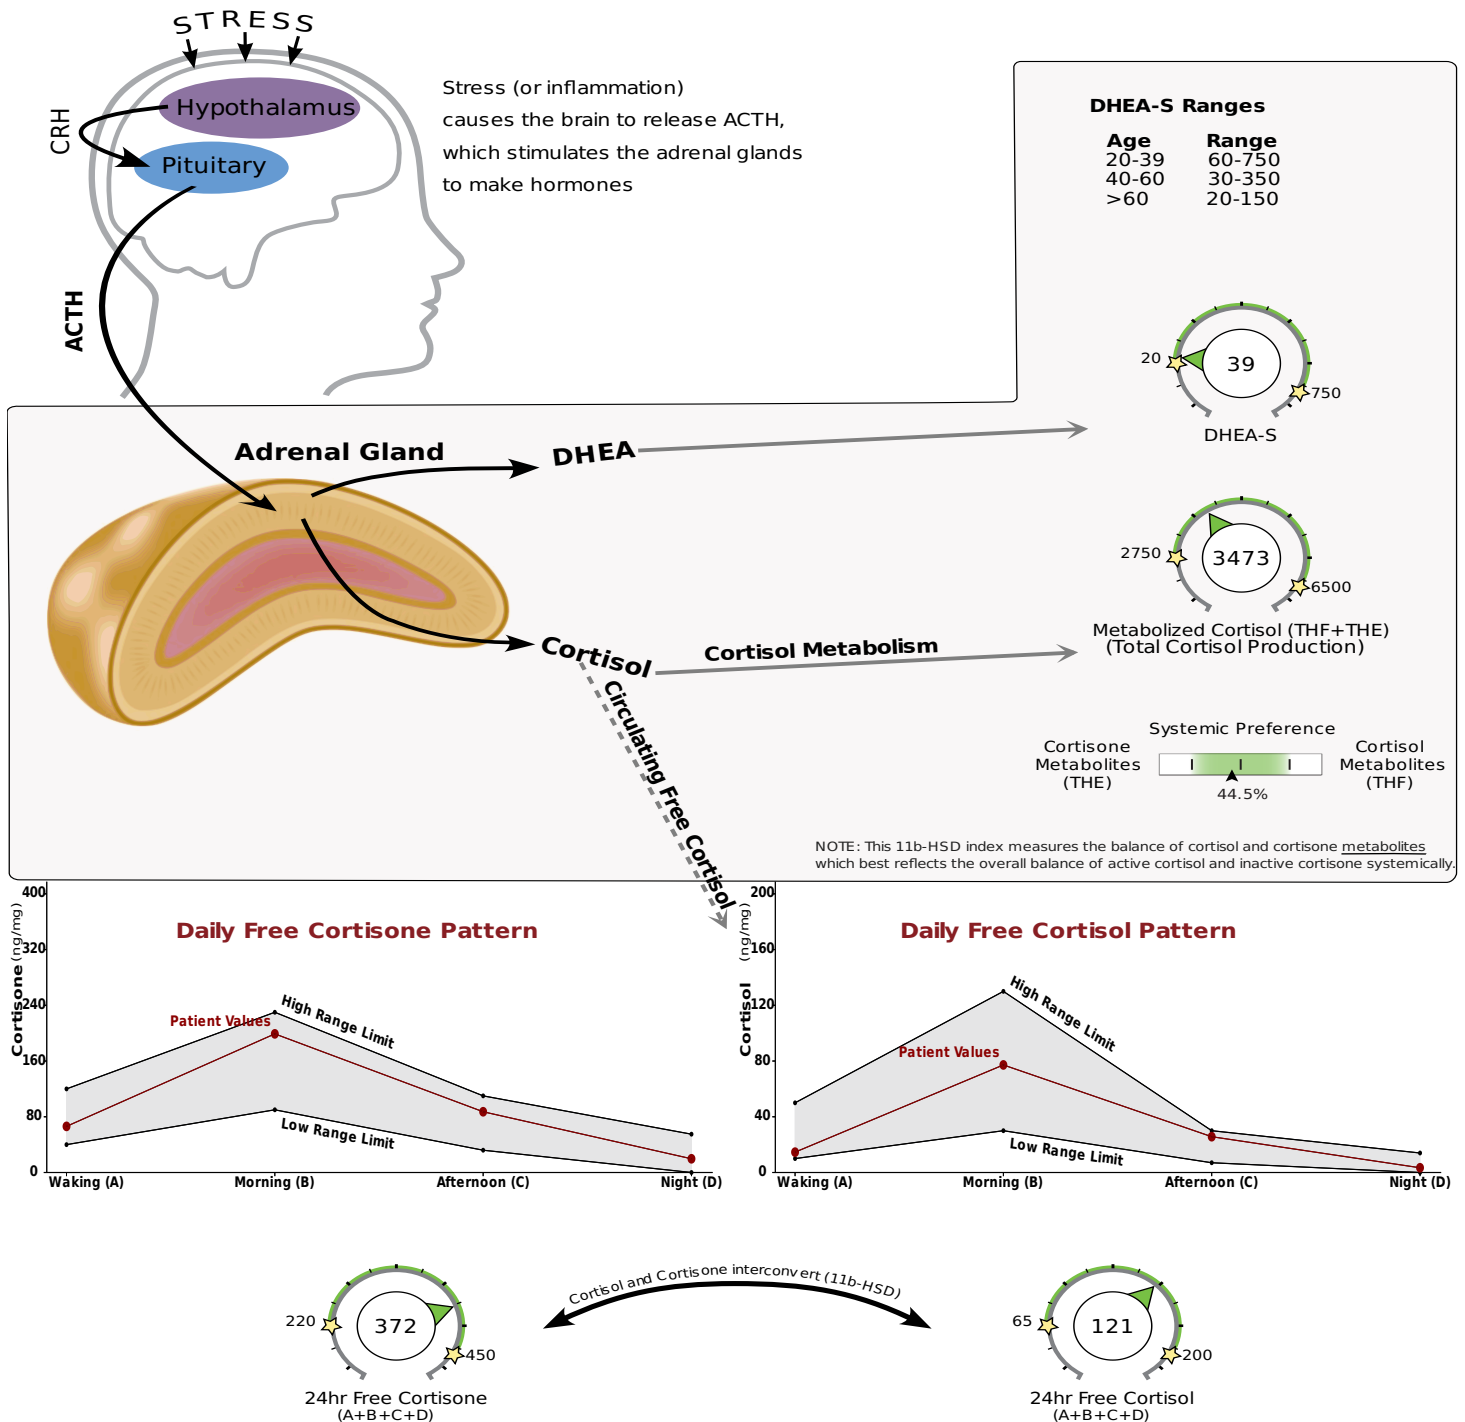 STRESS
Hypothalamus
CRH
Pituitary
ACTH
Stress (or inflammation)
causes the brain to release ACTH,
which stimulates the adrenal glands
to make hormones
DHEA-S Ranges
Age Range
20-39 60-750
40-60 30-350
>60 20-150
20
39
750
DHEA-S
Adrenal Gland
DHEA
2750
3473
6500
Metabolized Cortisol (THF+THE)
(Total Cortisol Production)
Cortisol
Cortisol Metabolism
Circulating Free Cortisol
Systemic Preference
Cortisone
Metabolites
(THE)
Cortisol
Metabolites
(THF)
44.5%
NOTE: This 11b-HSD index measures the balance of cortisol and cortisone metabolites
which best reflects the overall balance of active cortisol and inactive cortisone systemically.
Daily Free Cortisone Pattern
Cortisone (ng/mg)
400
320
240
160
80
0
High Range Limit
Patient Values
Low Range Limit
Waking (A) Morning (B) Afternoon (C) Night (D)
Daily Free Cortisol Pattern
Cortisol (ng/mg)
200
160
120
80
40
0
High Range Limit
Patient Values
Low Range Limit
Waking (A) Morning (B) Afternoon (C) Night (D)
220
372
450
24hr Free Cortisone
(A+B+C+D)
Cortisol and Cortisone interconvert (11b-HSD)
65
121
200
24hr Free Cortisol
(A+B+C+D)